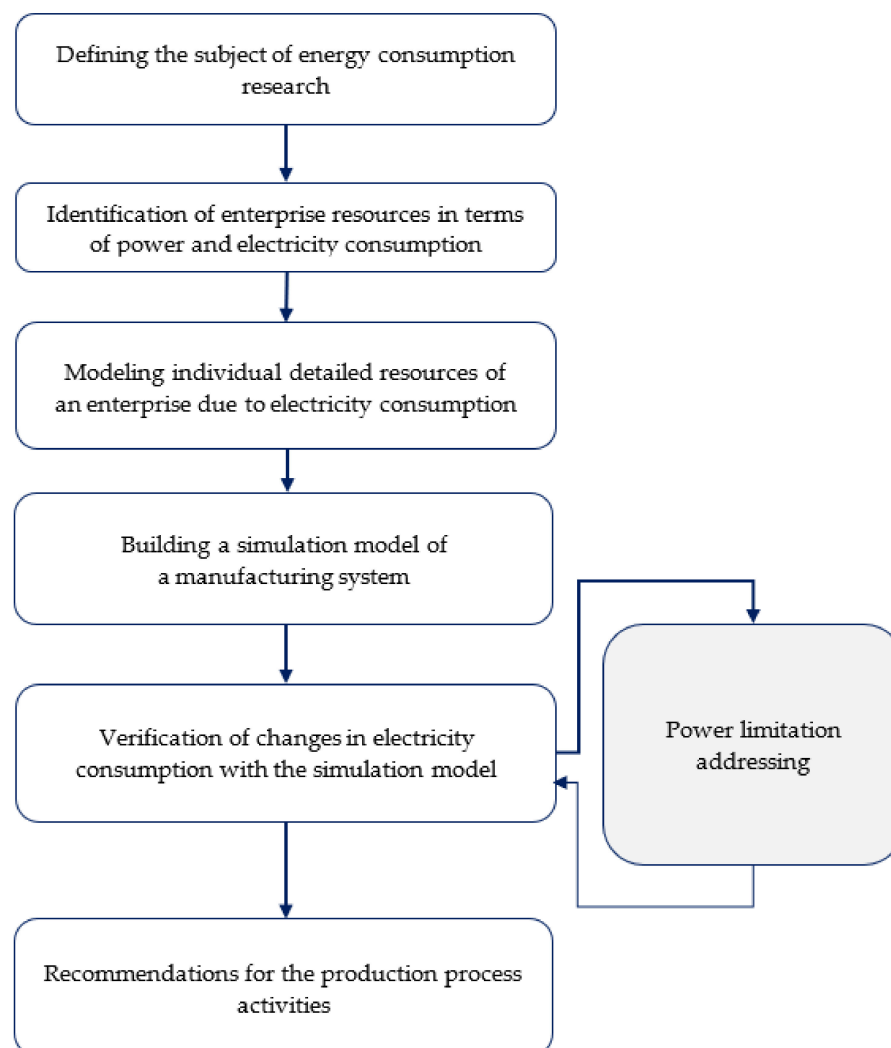 Defining the subject of energy consumption
research
Identification of enterprise resources in terms
of power and electricity consumption
Modeling individual detailed resources of
an enterprise due to electricity consumption
Building a simulation model of
a manufacturing system
Verification of changes in electricity
consumption with the simulation model
Power limitation
addressing
Recommendations for the production process
activities